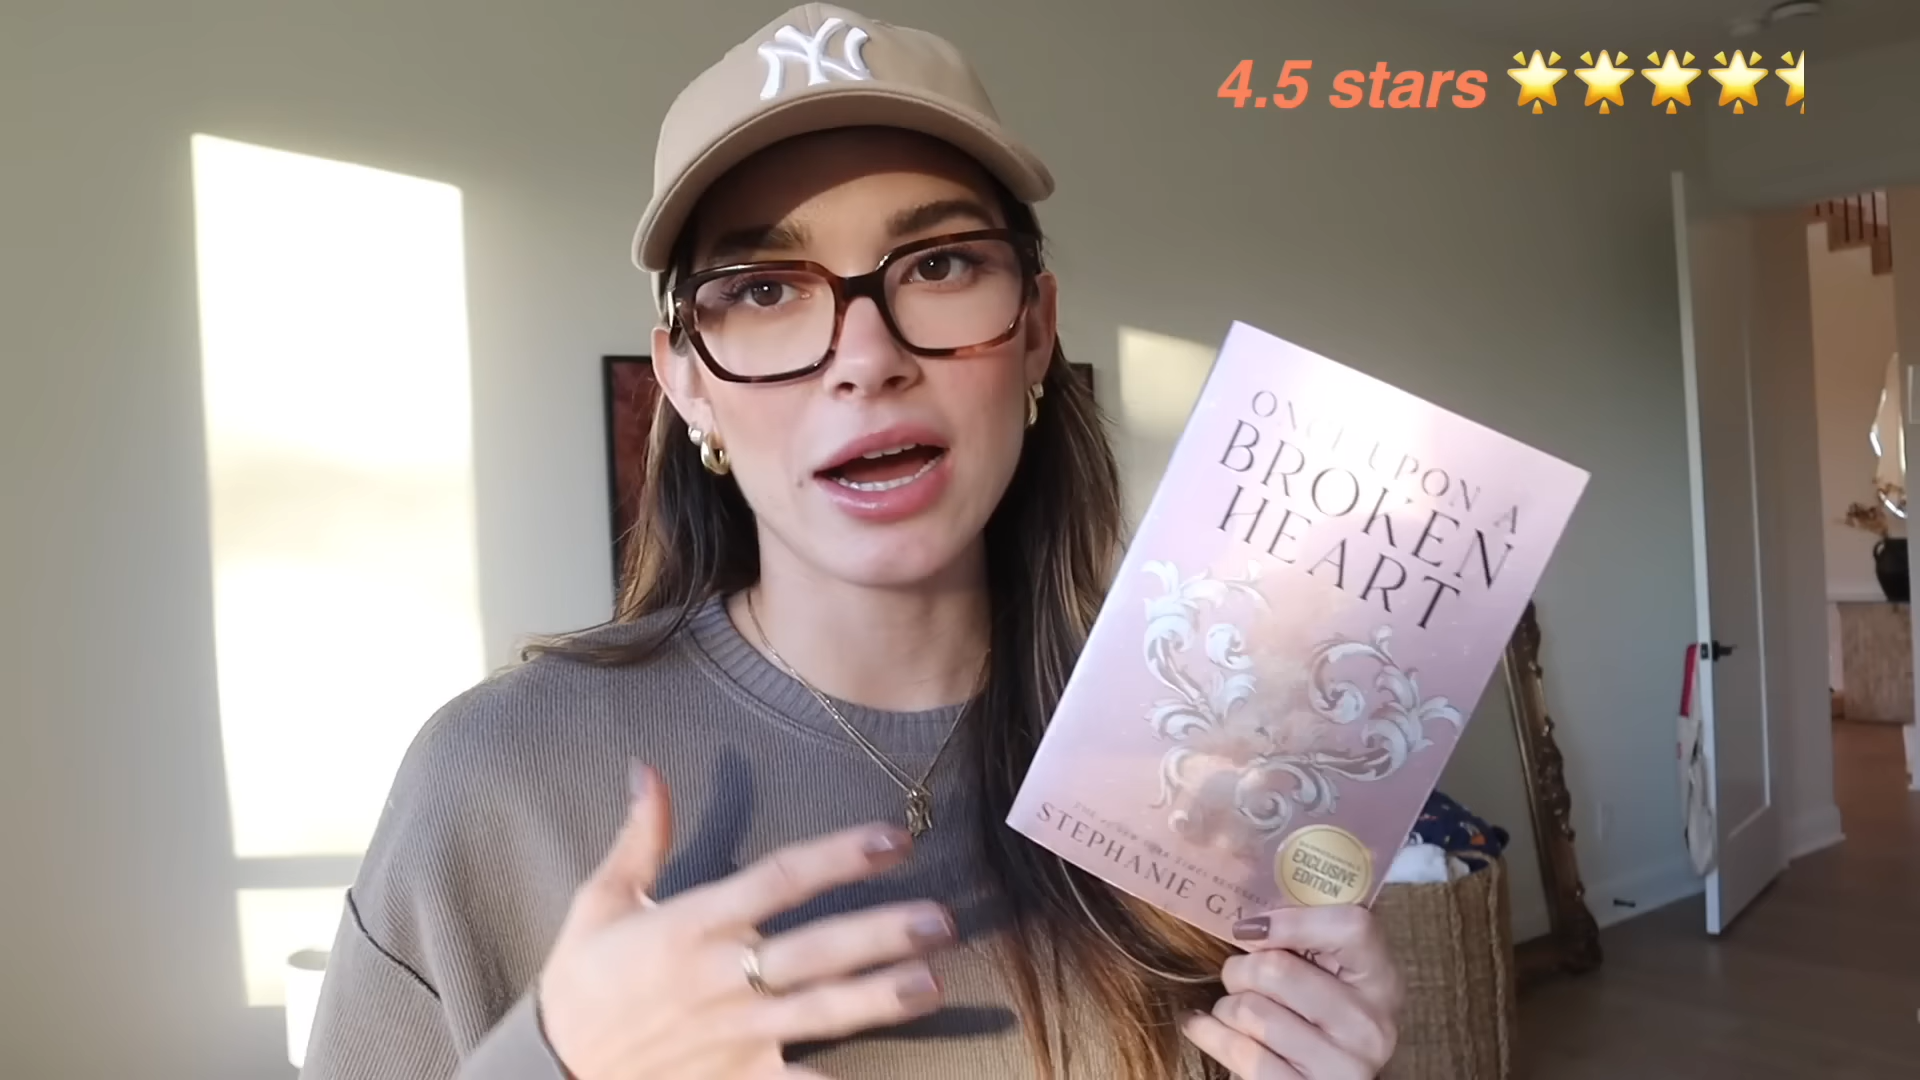 NY
4.5 stars
ONCE UPON A
BROKEN
HEART
STEPHANIE
EXCLUSIVE
EDITION